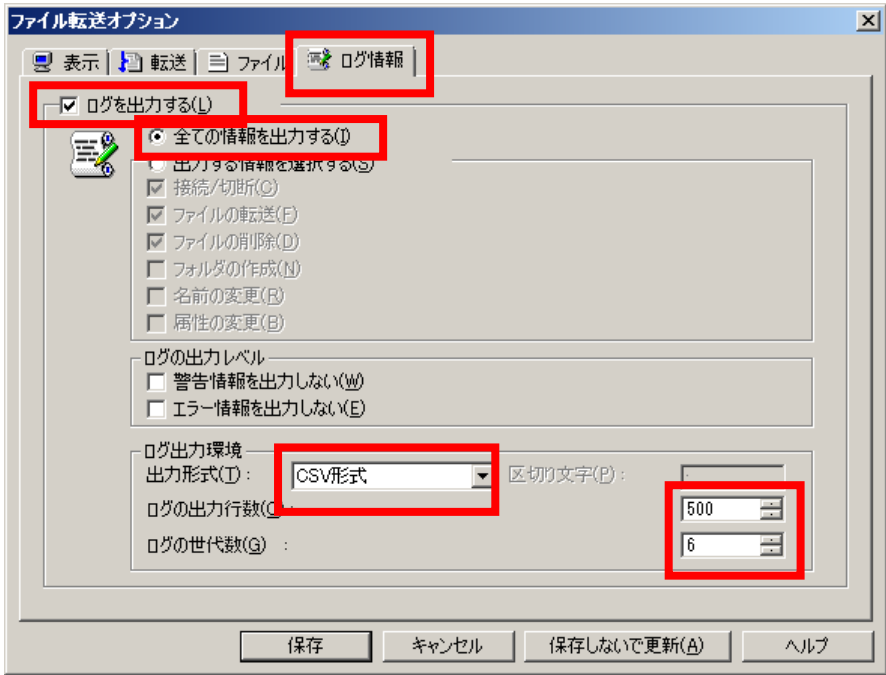 ファイル転送オプション
表示 転送 ファイル ログ情報
ログを出力する(L)
全ての情報を出力する(I)
出力する情報を選択する(S)
接続/切断(C)
ファイルの転送(F)
ファイルの削除(D)
フォルダの作成(N)
名前の変更(R)
属性の変更(B)
ログの出力レベル
警告情報を出力しない(W)
エラー情報を出力しない(E)
ログ出力環境
出力形式(T) : CSV形式 区切り文字(P) :
ログの出力行数( : 500
ログの世代数(G) : 6
保存 キャンセル 保存しないで更新(A) ヘルプ